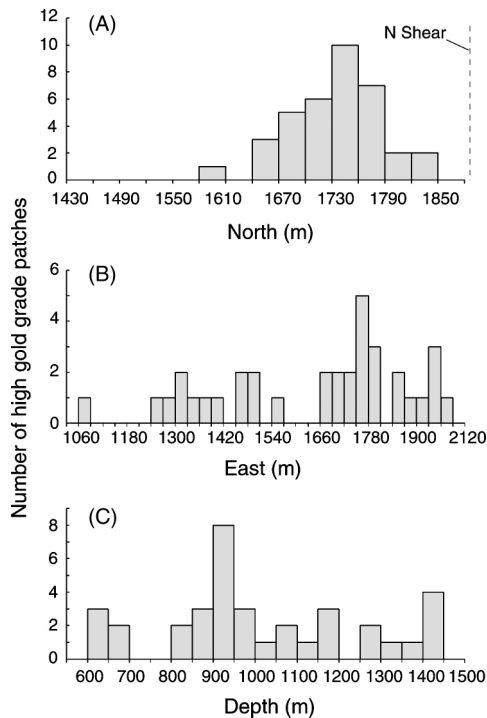 Number of high gold grade patches
(A)
N Shear
12
10
8
6
4
2
0
1430 1490 1550 1610 1670 1730 1790 1850
North (m)
(B)
6
4
2
0
1060 1180 1300 1420 1540 1660 1780 1900 2120
East (m)
(C)
8
6
4
2
0
600 700 800 900 1000 1100 1200 1300 1400 1500
Depth (m)